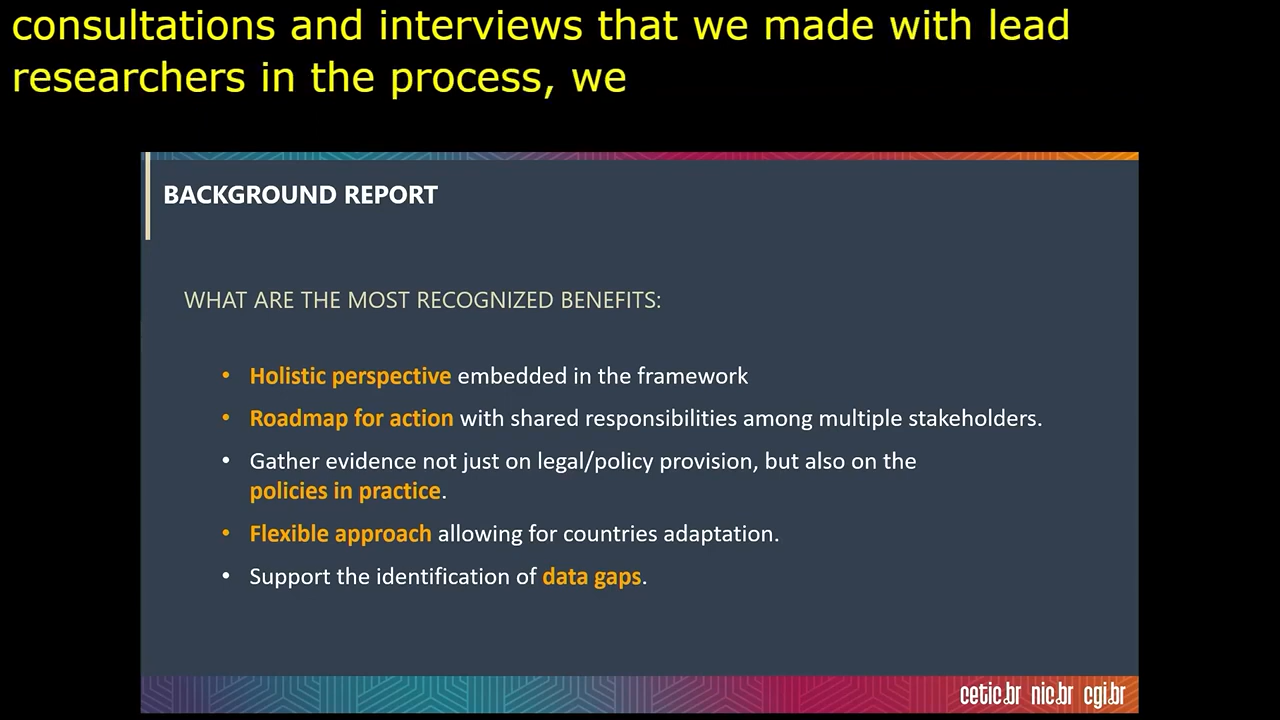 consultations and interviews that we made with lead
researchers in the process, we
BACKGROUND REPORT
WHAT ARE THE MOST RECOGNIZED BENEFITS:
• Holistic perspective embedded in the framework
• Roadmap for action with shared responsibilities among multiple stakeholders.
• Gather evidence not just on legal/policy provision, but also on the
policies in practice.
• Flexible approach allowing for countries adaptation.
• Support the identification of data gaps.
cetic.br nic.br cgi.br